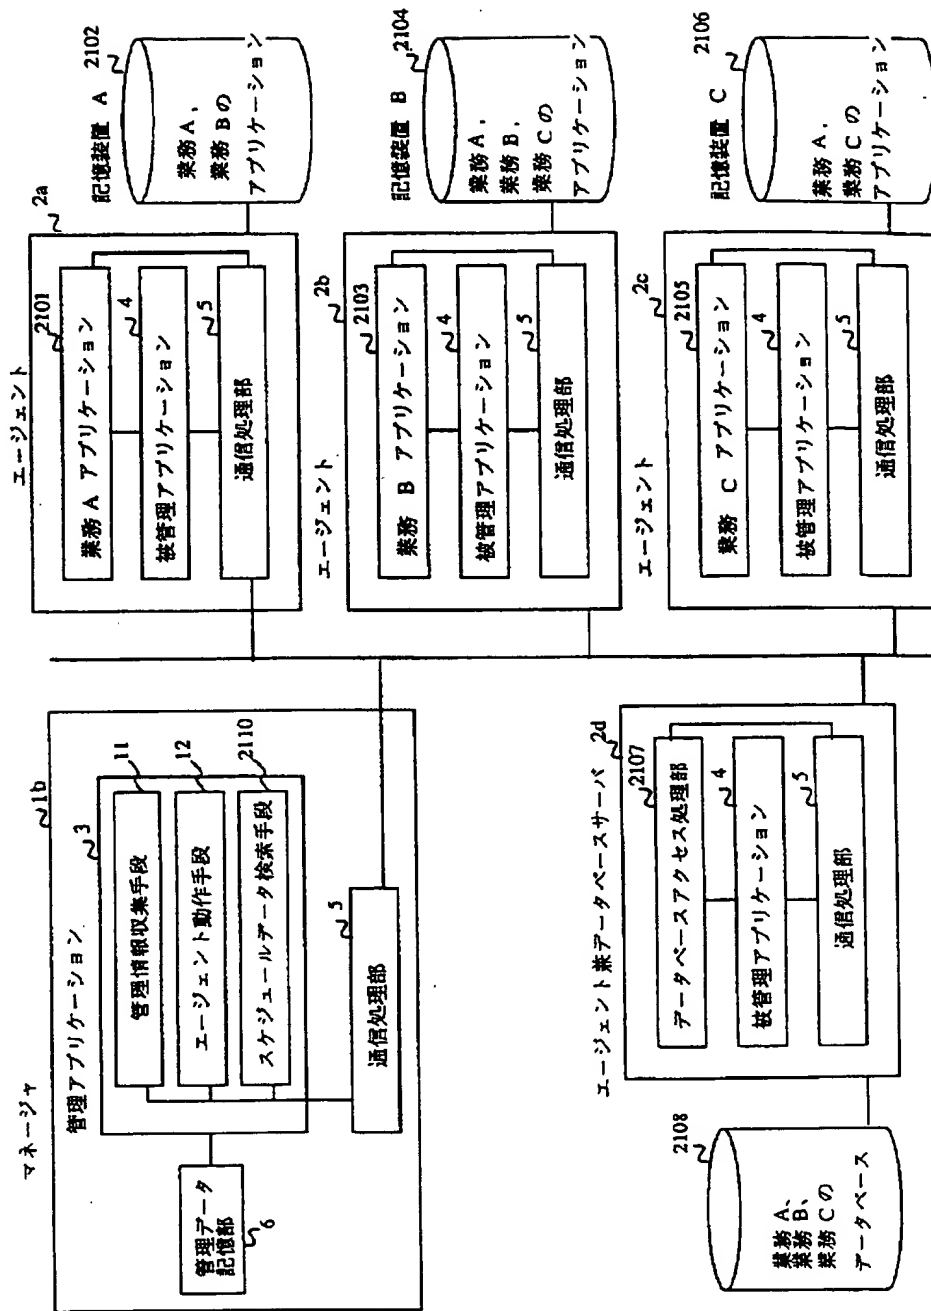 マネージャ
1b
管理アプリケーション
3
管理情報収集手段
11
エージェント動作手段
12
スケジュールデータ検索手段
2110
通信処理部
5
管理データ
記憶部
6
エージェント
2a
2101
業務A アプリケーション
4
被管理アプリケーション
5
通信処理部
記憶装置 A
2102
業務A,
業務Bの
アプリケーション
エージェント
2b
2103
業務 B アプリケーション
4
被管理アプリケーション
5
通信処理部
記憶装置 B
2104
業務A,
業務B,
業務Cの
アプリケーション
エージェント
2c
2105
業務 C アプリケーション
4
被管理アプリケーション
5
通信処理部
記憶装置 C
2106
業務A,
業務Cの
アプリケーション
エージェント兼データベースサーバ
2d
2107
データベースアクセス処理部
4
被管理アプリケーション
5
通信処理部
2108
業務A、
業務B、
業務Cの
データベース